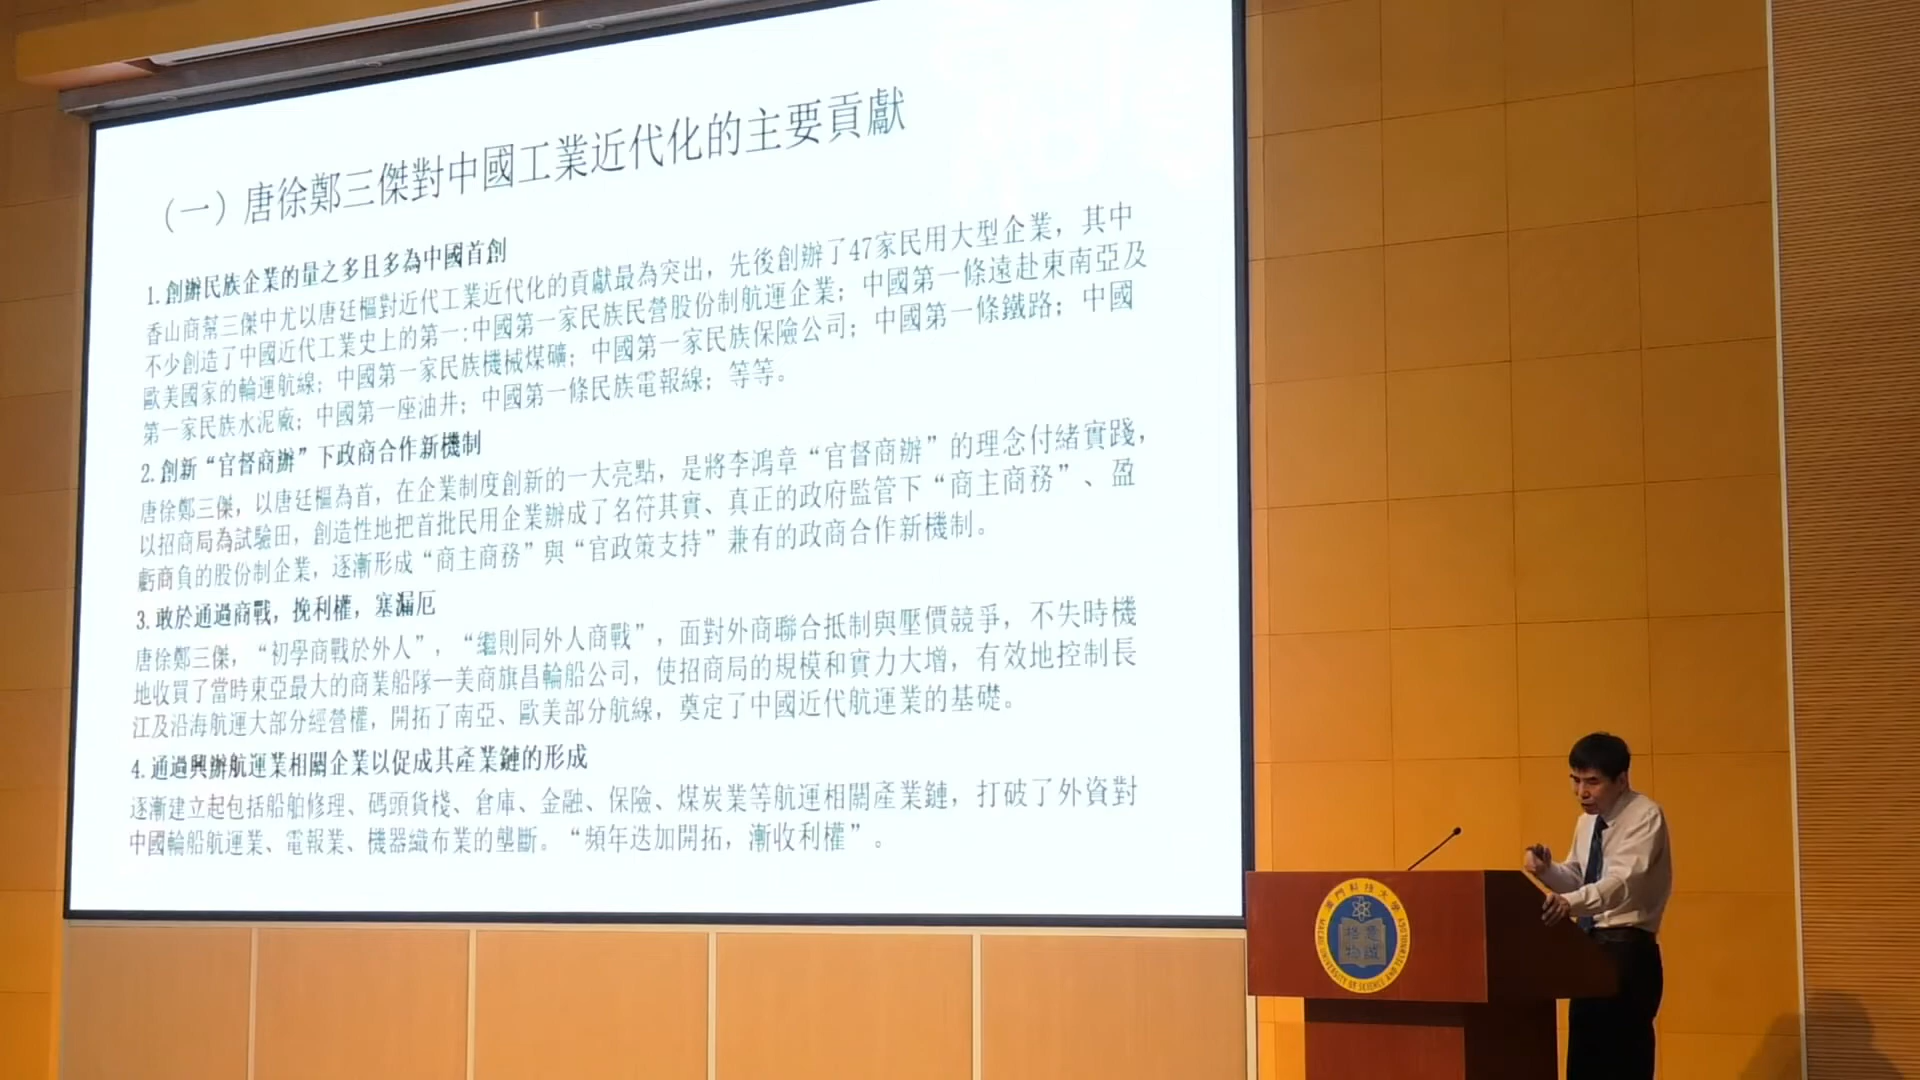 （一）唐徐鄭三傑對中國工業近代化的主要貢獻
1.創辦民族企業的量之多且多為中國首創
香山商幫三傑中尤以唐廷樞對近代工業近代化的貢獻最為突出，先後創辦了47家民用大型企業，其中
不少創造了中國近代工業史上的第一:中國第一家民族民營股份制航運企業；中國第一條遠赴東南亞及
歐美國家的輪運航線；中國第一家民族機械煤礦；中國第一家民族保險公司；中國第一條鐵路；中國
第一家民族水泥廠；中國第一座油井；中國第一條民族電報線；等等。
2.創新“官督商辦”下政商合作新機制
唐徐鄭三傑，以唐廷樞為首，在企業制度創新的一大亮點，是將李鴻章“官督商辦”的理念付緒實踐，
以招商局為試驗田，創造性地把首批民用企業辦成了名符其實、真正的政府監管下“商主商務”、盈
虧商負的股份制企業，逐漸形成“商主商務”與“官政策支持”兼有的政商合作新機制。
3.敢於通過商戰，挽利權，塞漏厄
唐徐鄭三傑，“初學商戰於外人”，“繼則同外人商戰”，面對外商聯合抵制與壓價競爭，不失時機
地收買了當時東亞最大的商業船隊—美商旗昌輪船公司，使招商局的規模和實力大增，有效地控制長
江及沿海航運大部分經營權，開拓了南亞、歐美部分航線，奠定了中國近代航運業的基礎。
4.通過興辦航運業相關企業以促成其產業鏈的形成
逐漸建立起包括船舶修理、碼頭貨棧、倉庫、金融、保險、煤炭業等航運相關產業鏈，打破了外資對
中國輪船航運業、電報業、機器織布業的壟斷。“頻年迭加開拓，漸收利權”。
澳門科技大學
MACAU UNIVERSITY OF SCIENCE AND TECHNOLOGY
格意
物誠